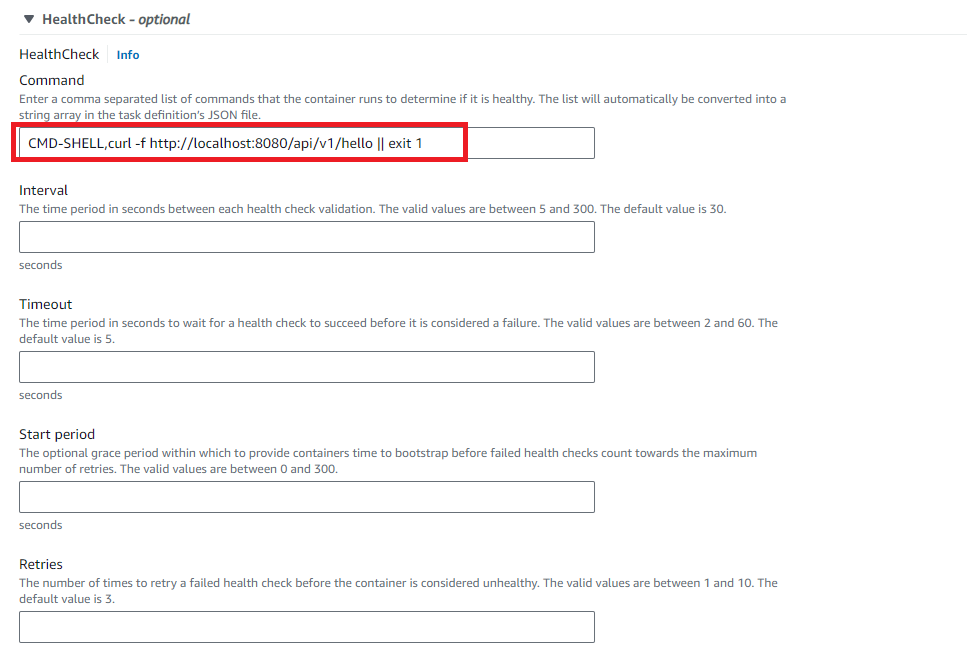 HealthCheck - optional
HealthCheck Info
Command
Enter a comma separated list of commands that the container runs to determine if it is healthy. The list will automatically be converted into a
string array in the task definition's JSON file.
CMD-SHELL,curl -f http://localhost:8080/api/v1/hello || exit 1
Interval
The time period in seconds between each health check validation. The valid values are between 5 and 300. The default value is 30.
seconds
Timeout
The time period in seconds to wait for a health check to succeed before it is considered a failure. The valid values are between 2 and 60. The
default value is 5.
seconds
Start period
The optional grace period within which to provide containers time to bootstrap before failed health checks count towards the maximum
number of retries. The valid values are between 0 and 300.
seconds
Retries
The number of times to retry a failed health check before the container is considered unhealthy. The valid values are between 1 and 10. The
default value is 3.